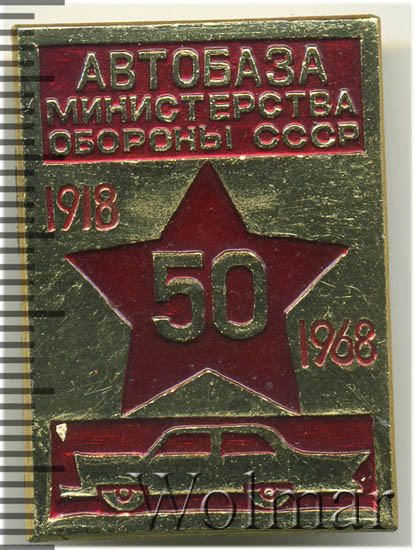 АВТОБАЗА
МИНИСТЕРСТВА
ОБОРОНЫ СССР
1918
50
1968
Wolmar